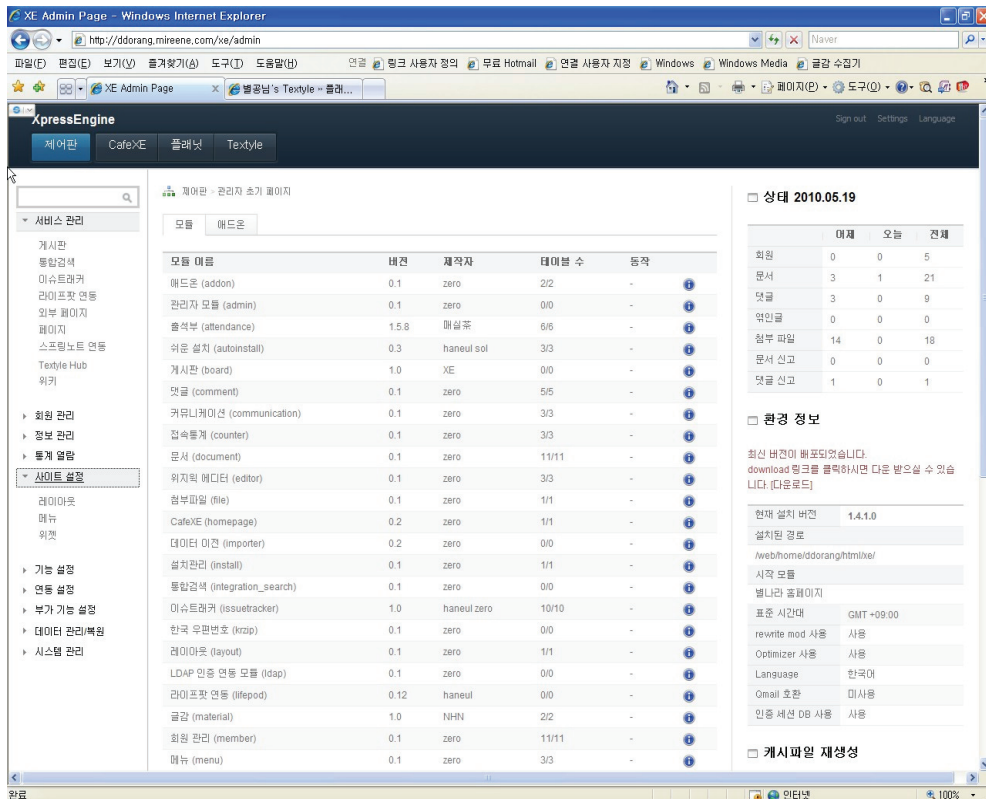 XE Admin Page - Windows Internet Explorer
http://ddorang.mireene.com/xe/admin
Naver
파일(F) 편집(E) 보기(V) 즐겨찾기(A) 도구(T) 도움말(H) 연결 링크 사용자 정의 무료 Hotmail 연결 사용자 지정 Windows Windows Media 글감 수집기
XE Admin Page 별공님's Textyle - 플래... 페이지(P) 도구(O)
XpressEngine
Sign out Settings Language
제어판 CafeXE 플래닛 Textyle
제어판 > 관리자 초기 페이지
모듈 애드온
서비스 관리
게시판
통합검색
이슈트래커
라이프팟 연동
외부 페이지
페이지
스프링노트 연동
Textyle Hub
위키
회원 관리
정보 관리
통계 열람
사이트 설정
레이아웃
메뉴
위젯
기능 설정
연동 설정
부가 기능 설정
데이터 관리/복원
시스템 관리
모듈 이름 버전 제작자 테이블 수 동작
애드온 (addon) 0.1 zero 2/2 -
관리자 모듈 (admin) 0.1 zero 0/0 -
출석부 (attendance) 1.5.8 매실茶 6/6 -
쉬운 설치 (autoinstall) 0.3 haneul sol 3/3 -
게시판 (board) 1.0 XE 0/0 -
댓글 (comment) 0.1 zero 5/5 -
커뮤니케이션 (communication) 0.1 zero 3/3 -
접속통계 (counter) 0.1 zero 3/3 -
문서 (document) 0.1 zero 11/11 -
위지윅 에디터 (editor) 0.1 zero 3/3 -
첨부파일 (file) 0.1 zero 1/1 -
CafeXE (homepage) 0.2 zero 1/1 -
데이터 이전 (importer) 0.2 zero 0/0 -
설치관리 (install) 0.1 zero 1/1 -
통합검색 (integration_search) 0.1 zero 0/0 -
이슈트래커 (issuetracker) 1.0 haneul zero 10/10 -
한국 우편번호 (krzip) 0.1 zero 0/0 -
레이아웃 (layout) 0.1 zero 1/1 -
LDAP 인증 연동 모듈 (ldap) 0.1 zero 0/0 -
라이프팟 연동 (lifepod) 0.12 haneul 0/0 -
글감 (material) 1.0 NHN 2/2 -
회원 관리 (member) 0.1 zero 11/11 -
메뉴 (menu) 0.1 zero 3/3 -
상태 2010.05.19
어제 오늘 전체
회원 0 0 5
문서 3 1 21
댓글 3 0 9
엮인글 0 0 0
첨부 파일 14 0 18
문서 신고 0 0 0
댓글 신고 1 0 1
환경 정보
최신 버전이 배포되었습니다.
download 링크를 클릭하시면 다운 받으실 수 있습
니다. [다운로드]
현재 설치 버전 1.4.1.0
설치된 경로
/web/home/ddorang/html/xe/
시작 모듈
별나라 홈페이지
표준 시간대 GMT +09:00
rewrite mod 사용 사용
Optimizer 사용 사용
Language 한국어
Qmail 호환 미사용
인증 세션 DB 사용 사용
캐시파일 재생성
완료 인터넷 100%